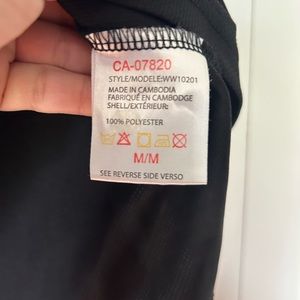 CA-07820
STYLE/MODELE:WW10201
MADE IN CAMBODIA
FABRIQUÉ EN CAMBODGE
SHELL/EXTÉRIEUR:
100% POLYESTER
M/M
SEE REVERSE SIDE VERSO